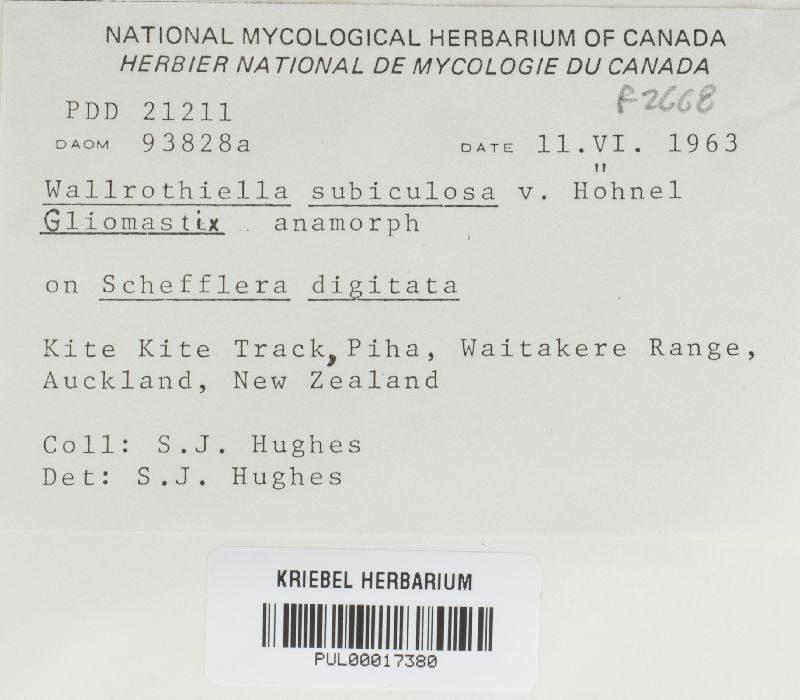 NATIONAL MYCOLOGICAL HERBARIUM OF CANADA
HERBIER NATIONAL DE MYCOLOGIE DU CANADA
F2668
PDD 21211
DAOM 93828a DATE 11.VI. 1963
Wallrothiella subiculosa v. Höhnel
Gliomastix anamorph
on Schefflera digitata
Kite Kite Track, Piha, Waitakere Range,
Auckland, New Zealand
Coll: S.J. Hughes
Det: S.J. Hughes
KRIEBEL HERBARIUM
PUL00017380